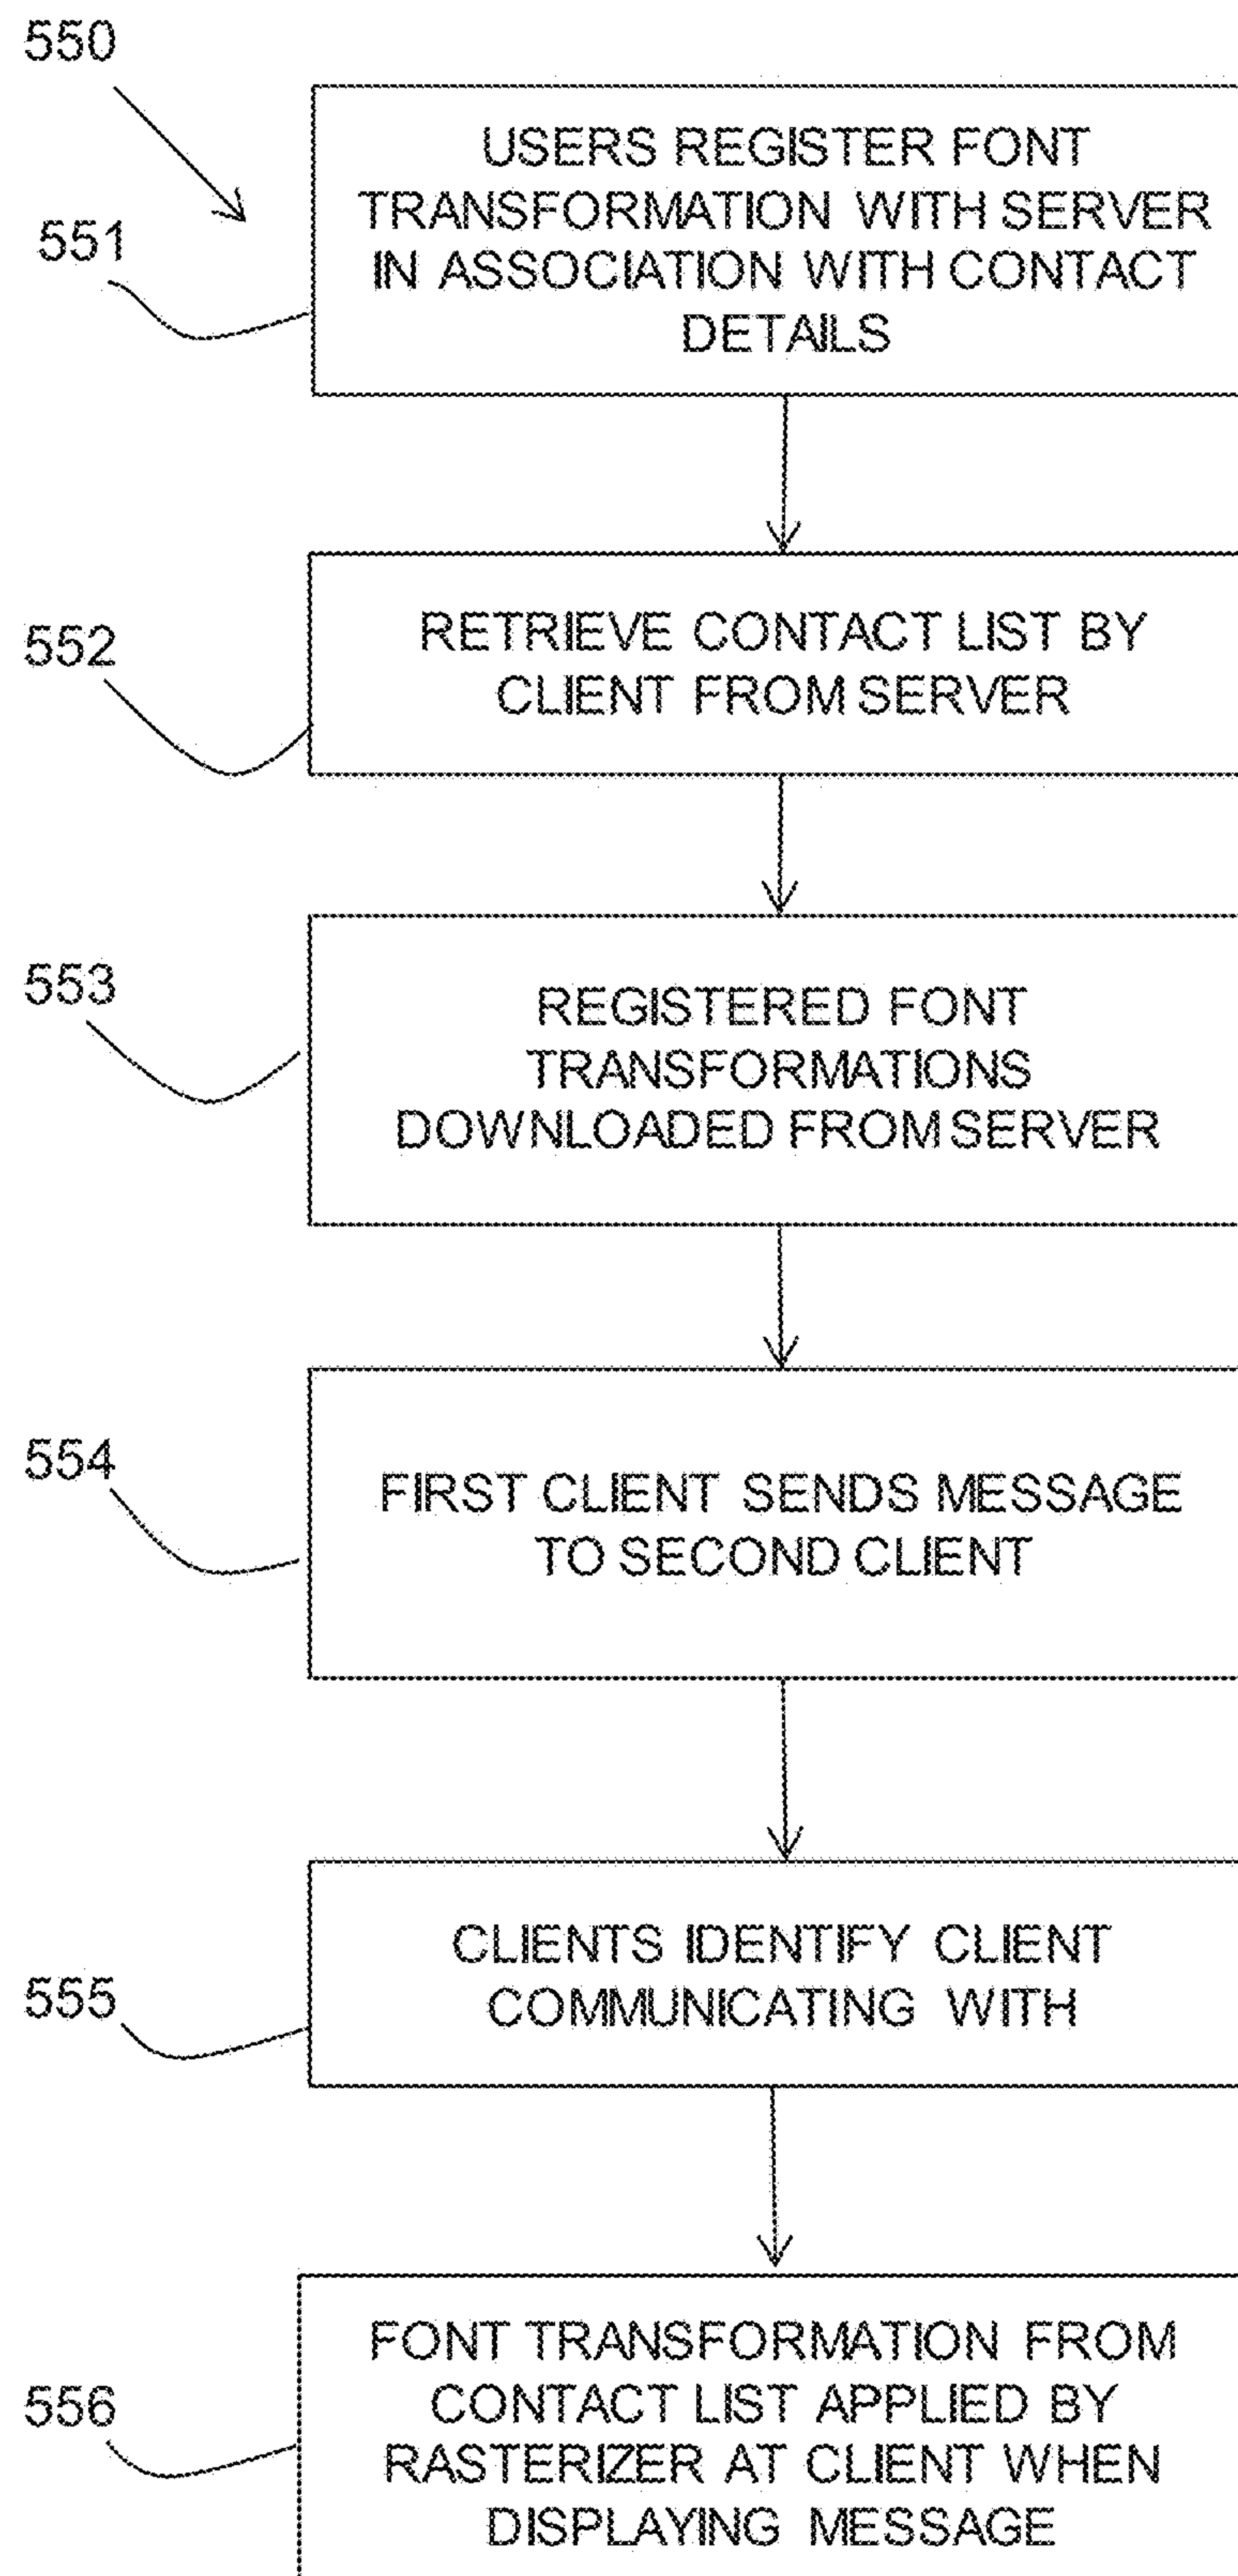 550
551
USERS REGISTER FONT
TRANSFORMATION WITH SERVER
IN ASSOCIATION WITH CONTACT
DETAILS
552
RETRIEVE CONTACT LIST BY
CLIENT FROM SERVER
553
REGISTERED FONT
TRANSFORMATIONS
DOWNLOADED FROM SERVER
554
FIRST CLIENT SENDS MESSAGE
TO SECOND CLIENT
555
CLIENTS IDENTIFY CLIENT
COMMUNICATING WITH
556
FONT TRANSFORMATION FROM
CONTACT LIST APPLIED BY
RASTERIZER AT CLIENT WHEN
DISPLAYING MESSAGE